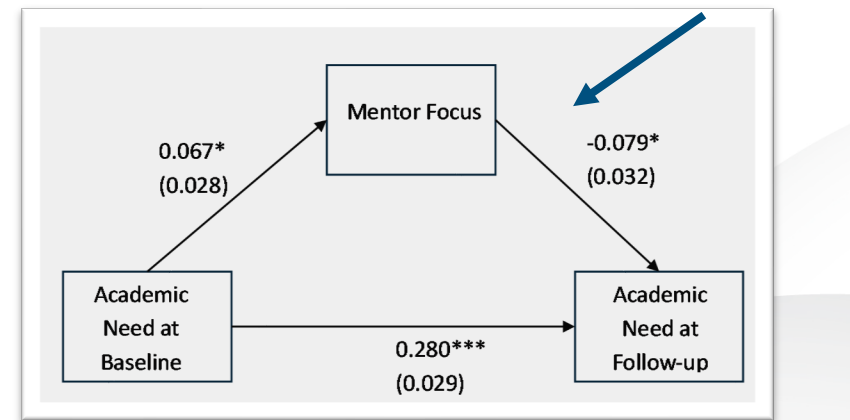 Mentor Focus
0.067*
(0.028)
-0.079*
(0.032)
Academic
Need at
Baseline
Academic
Need at
Follow-up
0.280***
(0.029)